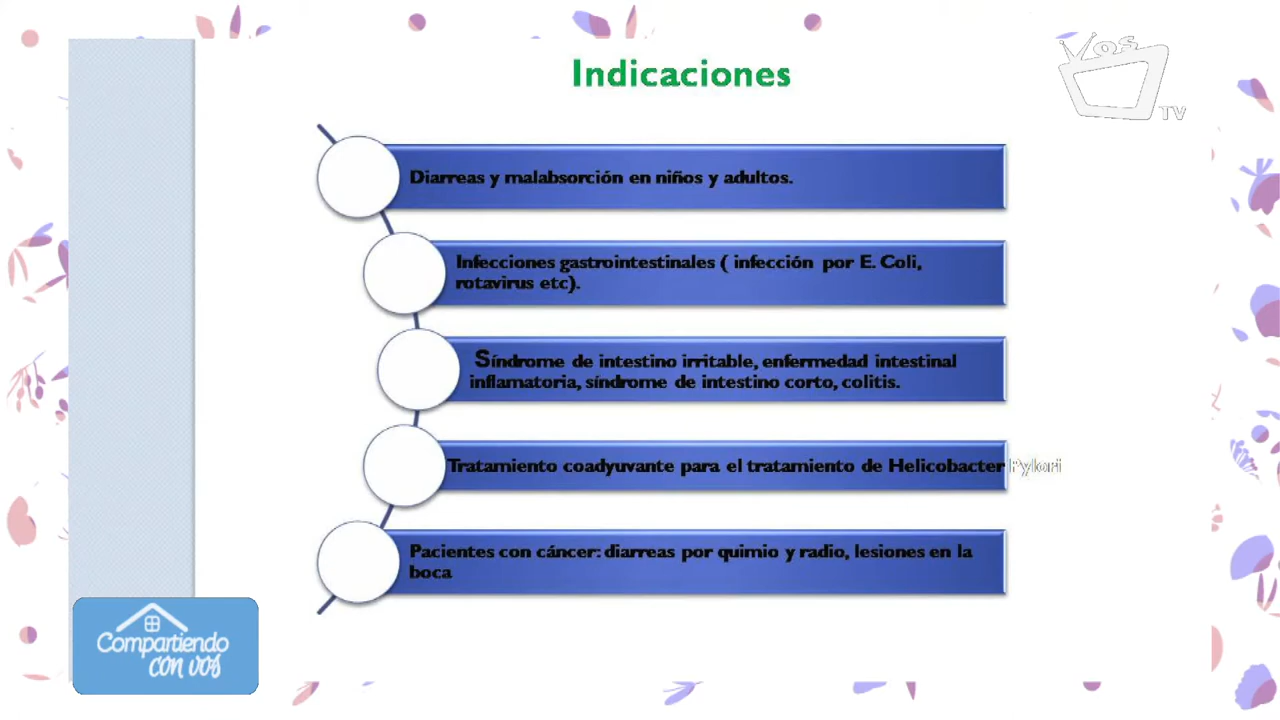 Indicaciones
VOS
TV
Diarreas y malabsorción en niños y adultos.
Infecciones gastrointestinales ( infección por E. Coli,
rotavirus etc).
Síndrome de intestino irritable, enfermedad intestinal
inflamatoria, síndrome de intestino corto, colitis.
Tratamiento coadyuvante para el tratamiento de Helicobacter Pylori
Pacientes con cáncer: diarreas por quimio y radio, lesiones en la
boca
Compartiendo
con vos